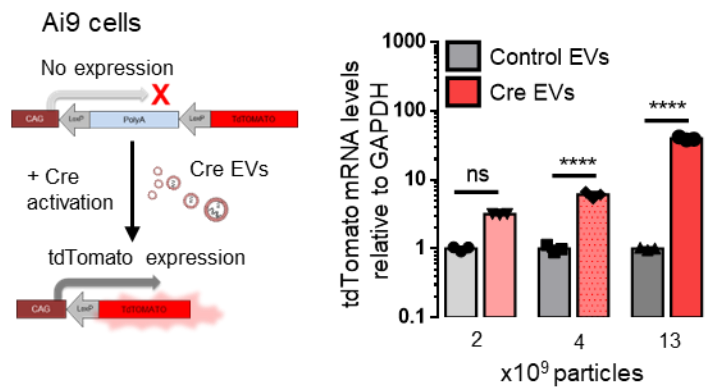 Ai9 cells
No expression
X
CAG
LoxP
PolyA
LoxP
TdTOMATO
+ Cre
activation
Cre EVs
tdTomato expression
CAG
LoxP
TdTOMATO
tdTomato mRNA levels
relative to GAPDH
1000
100
10
1
0.1
Control EVs
Cre EVs
ns
****
****
2
4
13
x10⁹ particles